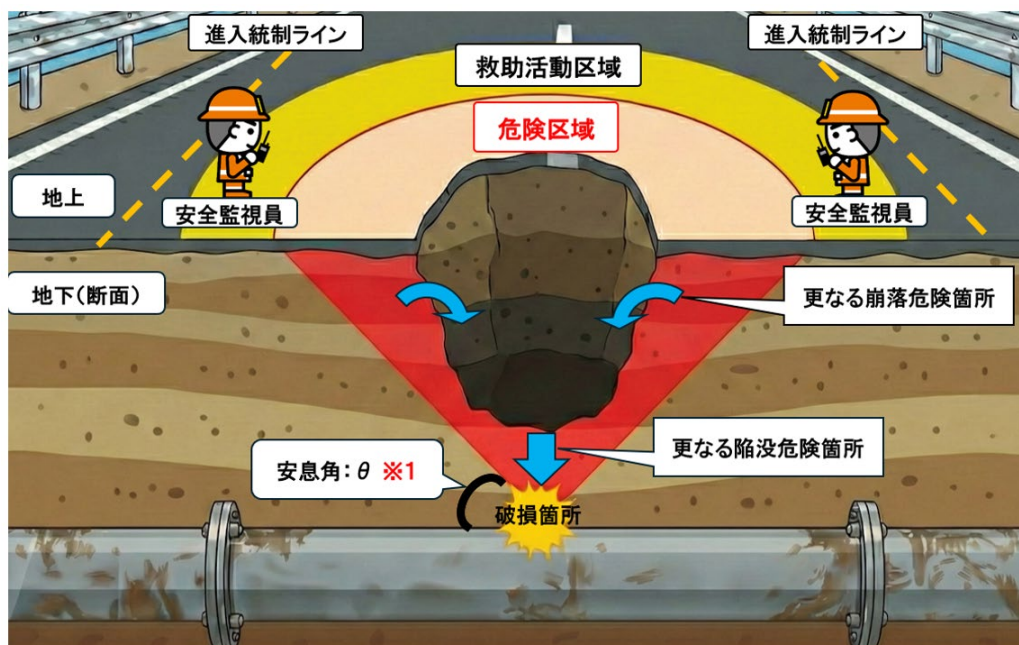 進入統制ライン
進入統制ライン
救助活動区域
危険区域
地上
安全監視員
安全監視員
地下(断面)
更なる崩落危険箇所
更なる陥没危険箇所
安息角:θ ※1
破損箇所